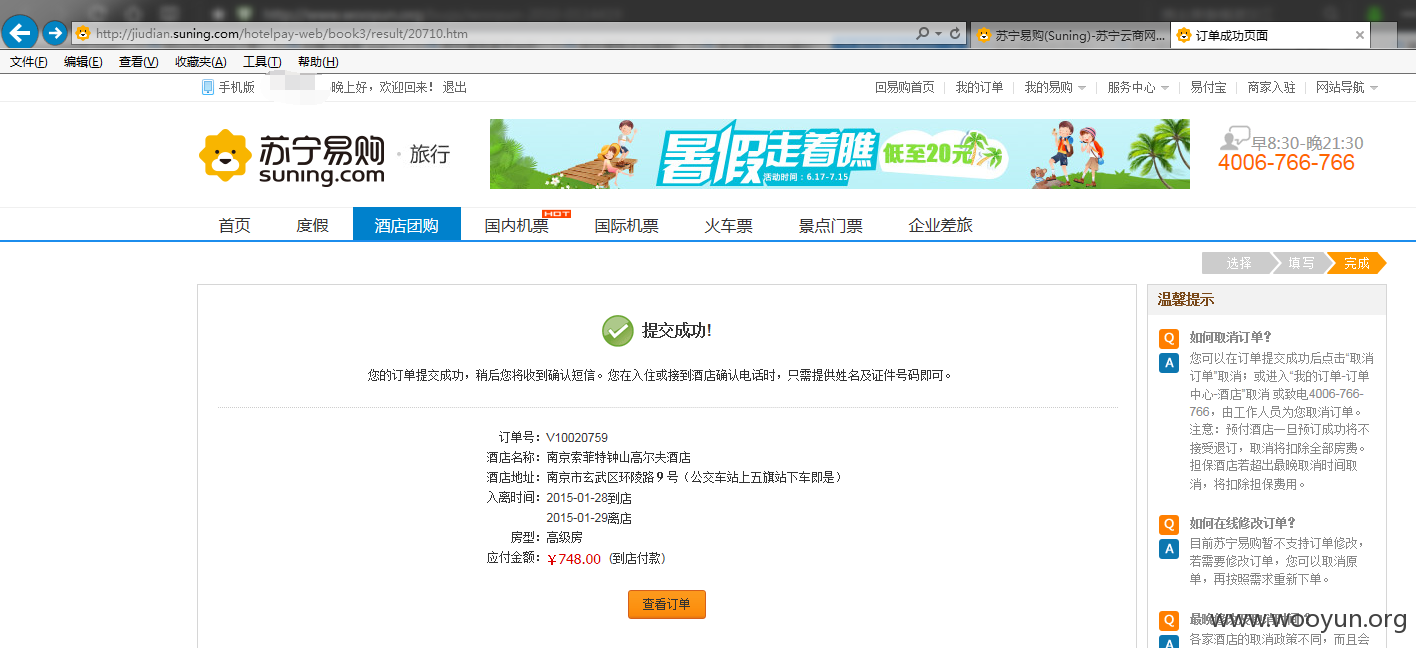 http://jiudian.suning.com/hotelpay-web/book3/result/20710.htm
苏宁易购(Suning)-苏宁云商网...
订单成功页面
文件(F) 编辑(E) 查看(V) 收藏夹(A) 工具(T) 帮助(H)
手机版 晚上好，欢迎回来！ 退出
回易购首页 我的订单 我的易购 服务中心 易付宝 商家入驻 网站导航
苏宁易购
suning.com
· 旅行
暑假走着瞧
低至20元
活动时间：6.17-7.15
早8:30-晚21:30
4006-766-766
首页 度假 酒店团购 国内机票 HOT 国际机票 火车票 景点门票 企业差旅
选择 填写 完成
提交成功!
您的订单提交成功，稍后您将收到确认短信。您在入住或接到酒店确认电话时，只需提供姓名及证件号码即可。
订单号：V10020759
酒店名称：南京索菲特钟山高尔夫酒店
酒店地址：南京市玄武区环陵路９号（公交车站上五旗站下车即是）
入离时间：2015-01-28到店
2015-01-29离店
房型：高级房
应付金额：￥748.00 (到店付款)
查看订单
温馨提示
Q 如何取消订单？
A 您可以在订单提交成功后点击“取消
订单”取消；或进入“我的订单-订单
中心-酒店”取消 或致电4006-766-
766，由工作人员为您取消订单。
注意：预付酒店一旦预订成功将不
接受退订，取消将扣除全部房费。
担保酒店若超出最晚取消时间取
消，将扣除担保费用。
Q 如何在线修改订单？
A 目前苏宁易购暂不支持订单修改，
若需要修改订单，您可以取消原
单，再按照需求重新下单。
Q
www.wooyun.org
A 各家酒店的取消政策不同，而且会